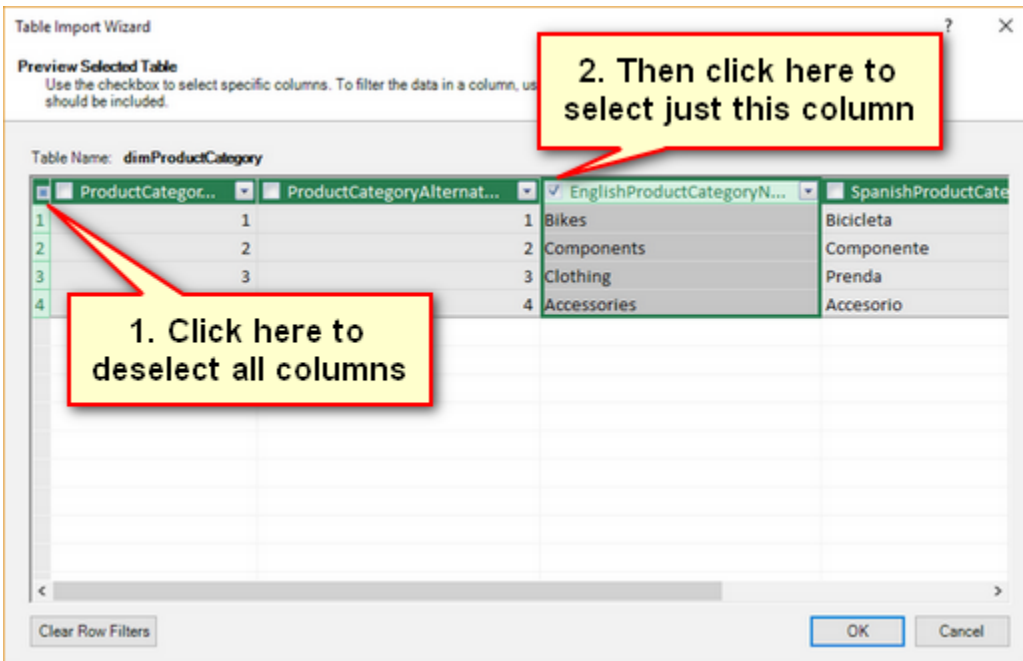 Table Import Wizard
?
Preview Selected Table
Use the checkbox to select specific columns. To filter the data in a column, us
should be included.
2. Then click here to
select just this column
Table Name: dimProductCategory
ProductCategor... ProductCategoryAlternat... EnglishProductCategoryN... SpanishProductCate
1 1 1 Bikes Bicicleta
2 2 2 Components Componente
3 3 3 Clothing Prenda
4 4 Accessories Accesorio
1. Click here to
deselect all columns
Clear Row Filters OK Cancel